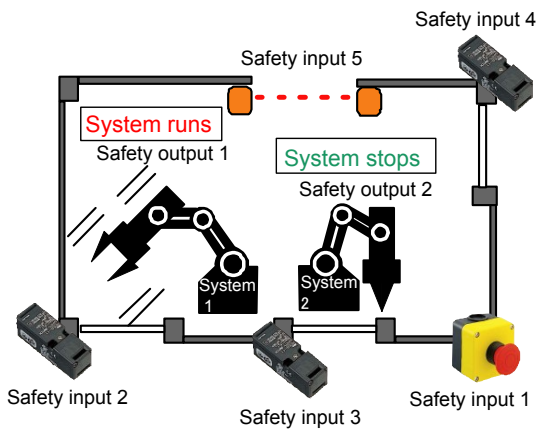 Safety input 4
Safety input 5
System runs
Safety output 1
System stops
Safety output 2
System
1
System
2
Safety input 2
Safety input 3
Safety input 1